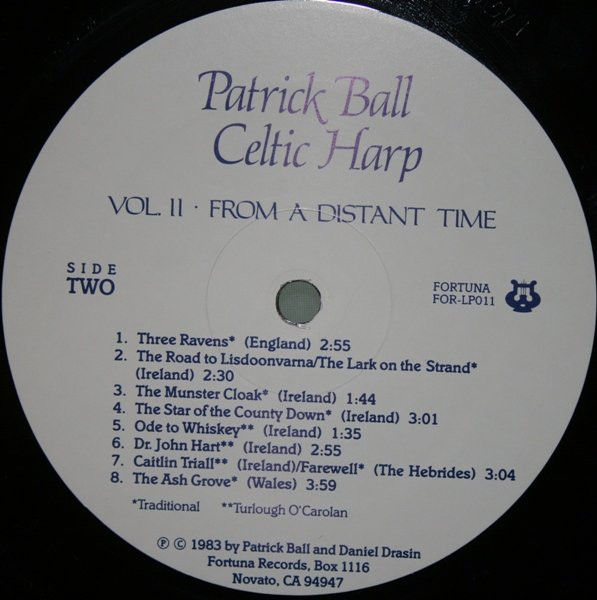 Patrick Ball
Celtic Harp
VOL. II · FROM A DISTANT TIME
SIDE
TWO
FORTUNA
FOR-LP011
1. Three Ravens* (England) 2:55
2. The Road to Lisdoonvarna/The Lark on the Strand*
(Ireland) 2:30
3. The Munster Cloak* (Ireland) 1:44
4. The Star of the County Down* (Ireland) 3:01
5. Ode to Whiskey** (Ireland) 1:35
6. Dr. John Hart** (Ireland) 2:55
7. Caitlin Triall** (Ireland)/Farewell* (The Hebrides) 3:04
8. The Ash Grove* (Wales) 3:59
*Traditional **Turlough O'Carolan
℗ © 1983 by Patrick Ball and Daniel Drasin
Fortuna Records, Box 1116
Novato, CA 94947